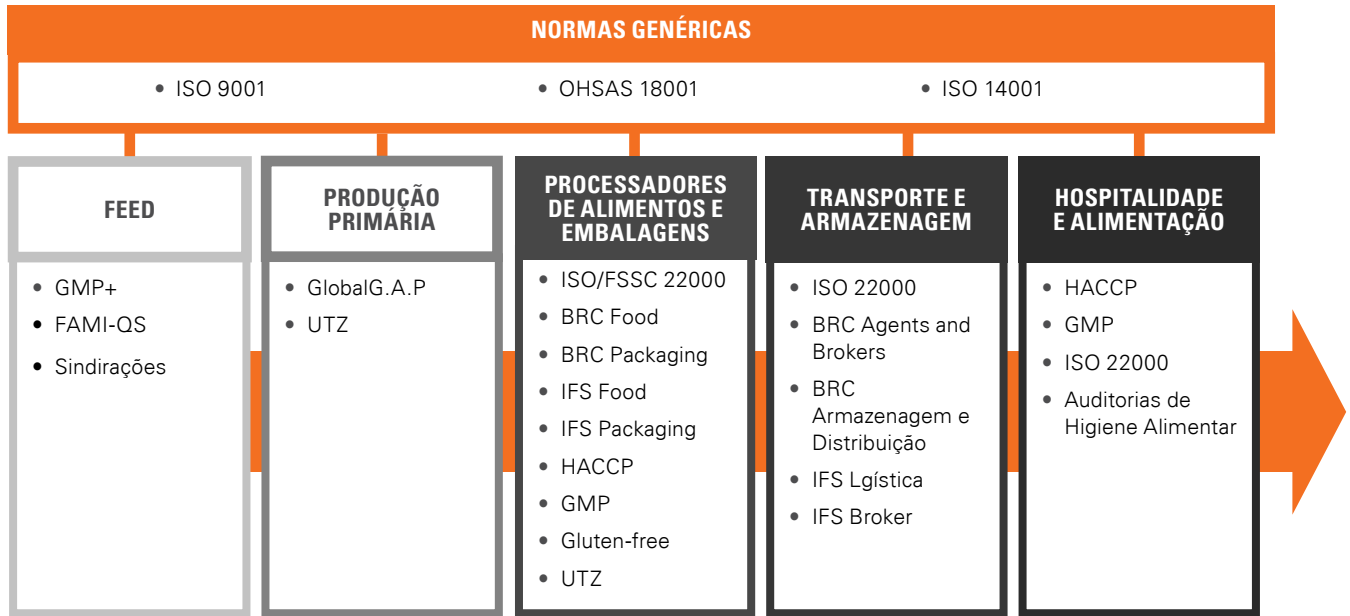 NORMAS GENÉRICAS
• ISO 9001
• OHSAS 18001
• ISO 14001
FEED
• GMP+
• FAMI-QS
• Sindirações
PRODUÇÃO
PRIMÁRIA
• GlobalG.A.P
• UTZ
PROCESSADORES
DE ALIMENTOS E
EMBALAGENS
• ISO/FSSC 22000
• BRC Food
• BRC Packaging
• IFS Food
• IFS Packaging
• HACCP
• GMP
• Gluten-free
• UTZ
TRANSPORTE E
ARMAZENAGEM
• ISO 22000
• BRC Agents and
Brokers
• BRC
Armazenagem e
Distribuição
• IFS Lgística
• IFS Broker
HOSPITALIDADE
E ALIMENTAÇÃO
• HACCP
• GMP
• ISO 22000
• Auditorias de
Higiene Alimentar